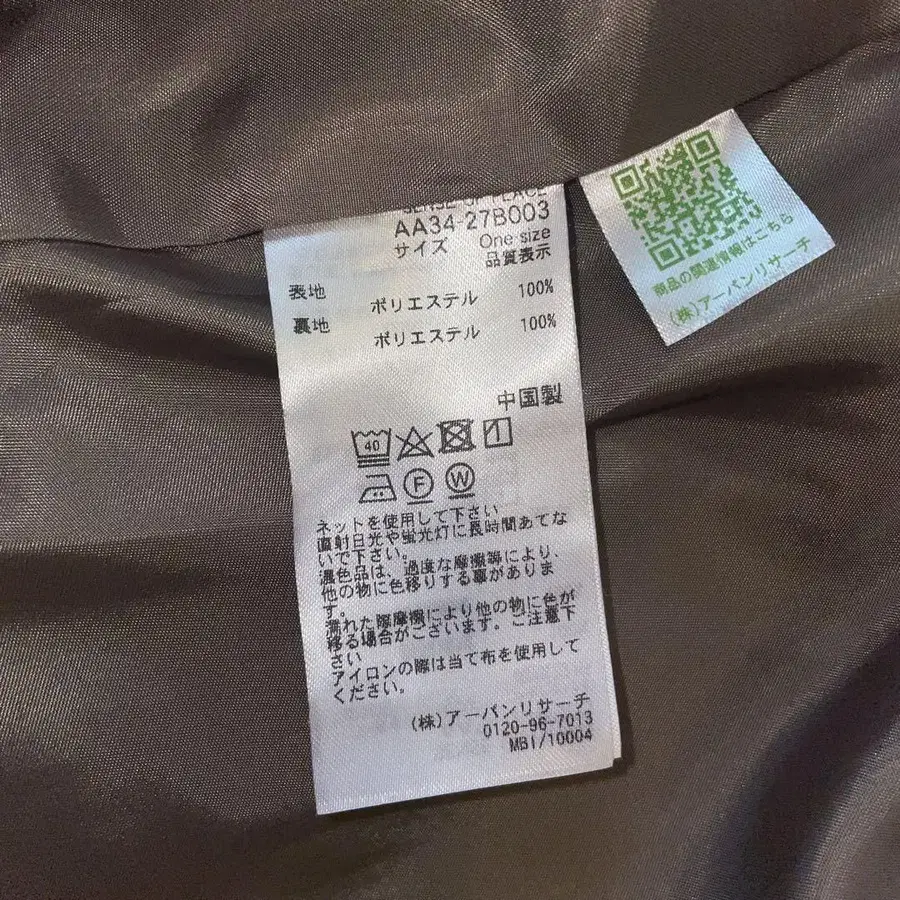 SENSE OF PLACE
AA34-27B003
サイズ One size
品質表示
表地 ポリエステル 100%
裏地 ポリエステル 100%
中国製
40
F W
ネットを使用して下さい
直射日光や蛍光灯に長時間あてな
いで下さい。
濃色品は、過度な摩擦等により、
他の物に色移りする事がありま
す。
濡れた際摩擦により他の物に色が
移る場合がございます。ご注意下
さい
アイロンの際は当て布を使用して
ください。
(株)アーバンリサーチ
0120-96-7013
MBI/10004
商品の関連情報はこちら
(株)アーバンリサーチ